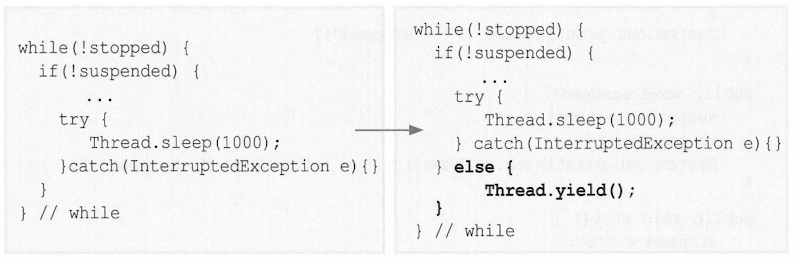 while(!stopped) {
if(!suspended) {
...
try {
Thread.sleep(1000);
}catch(InterruptedException e){}
}
} // while
while(!stopped) {
if(!suspended) {
...
try {
Thread.sleep(1000);
} catch(InterruptedException e){}
} else {
Thread.yield();
}
} // while